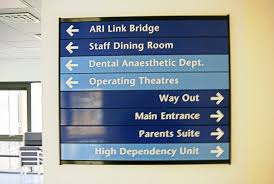 ARI Link Bridge
Staff Dining Room
Dental Anaesthetic Dept.
Operating Theatres
Way Out
Main Entrance
Parents Suite
High Dependency Unit